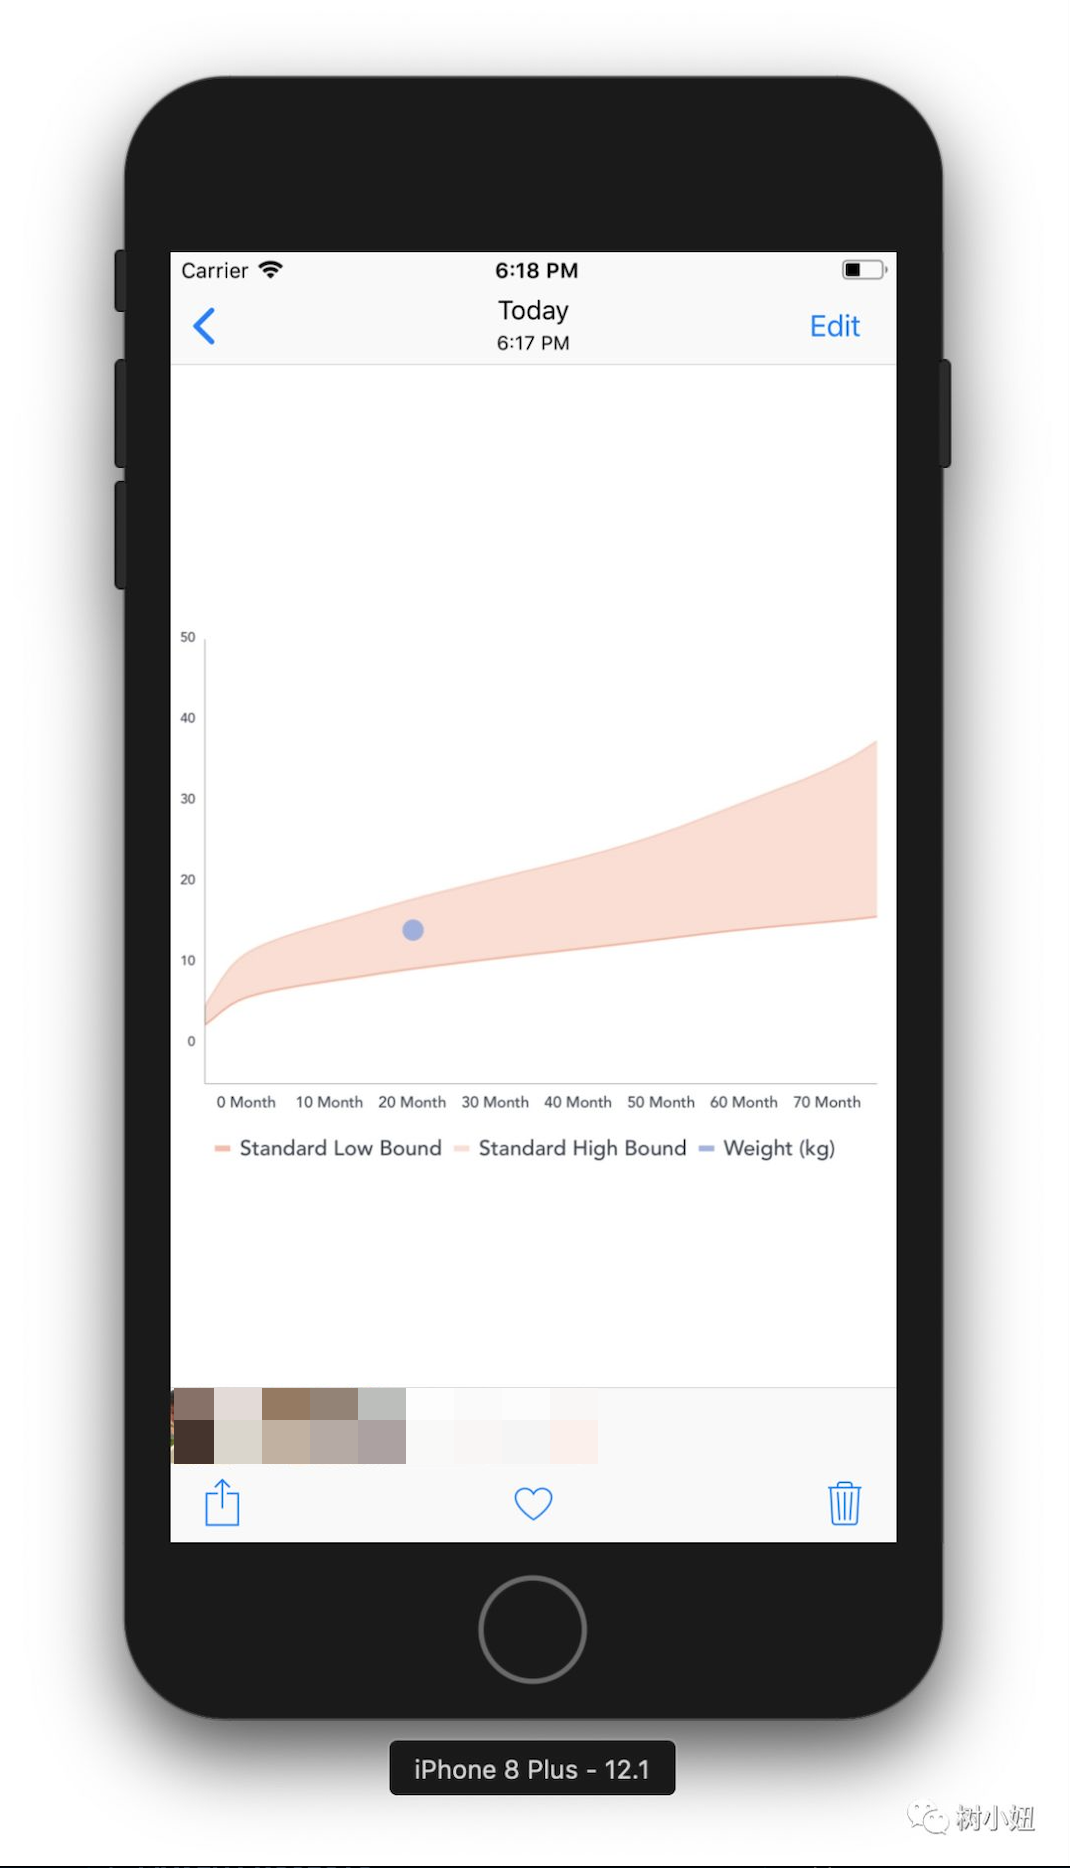 Carrier 6:18 PM
Today
6:17 PM
Edit
50
40
30
20
10
0
0 Month 10 Month 20 Month 30 Month 40 Month 50 Month 60 Month 70 Month
Standard Low Bound Standard High Bound Weight (kg)
iPhone 8 Plus - 12.1
树小妞